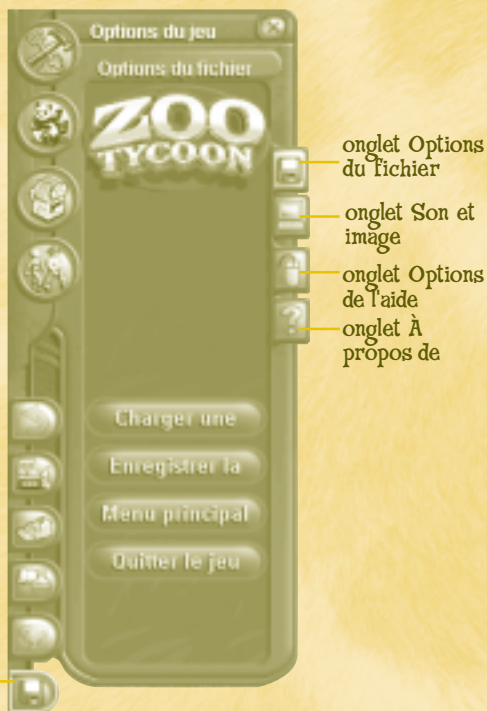 Options du jeu
Options du fichier
ZOO
TYCOON
onglet Options
du fichier
onglet Son et
image
onglet Options
de l'aide
onglet À
propos de
?
Charger une
Enregistrer la
Menu principal
Quitter le jeu